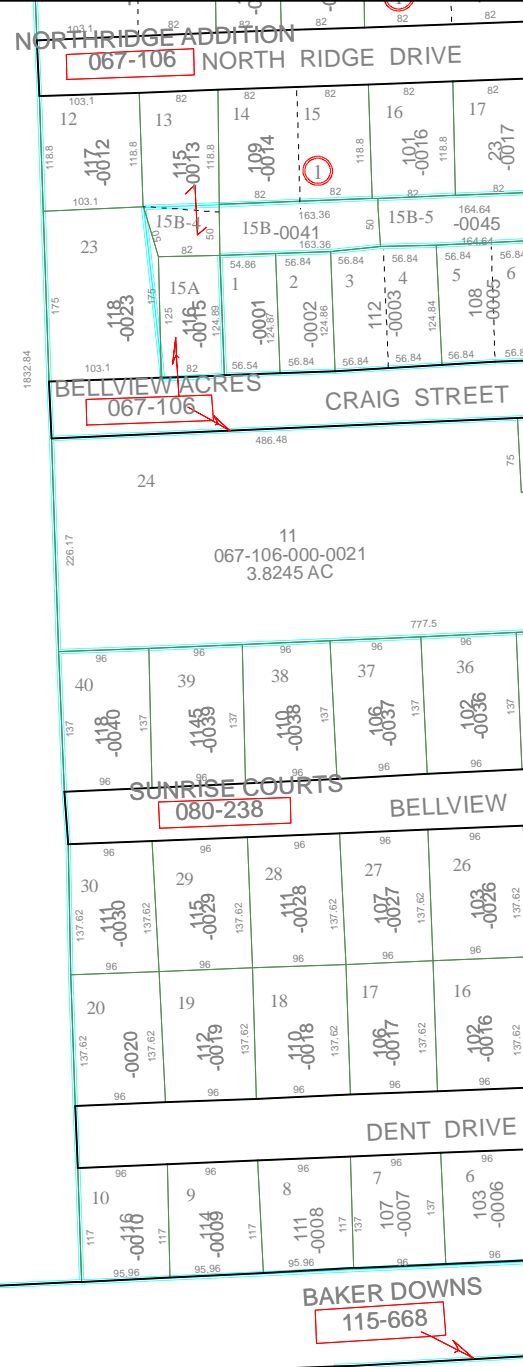 103.1 82 82 82
NORTHRIDGE ADDITION
067-106 NORTH RIDGE DRIVE
103.1 82 82 82 82
12 13 14 15 16 17
118.8 117 -0012 118.8 115 -0013 118.8 109 -0014 118.8 101 -0016 118.8 23 -0017
1
103.1 82 82 82 82
15B-4 163.36 15B-5 164.64
50 50 15B -0041 50 -0045
23 82 163.36 164.64
54.86 56.84 56.84 56.84 56.84 56.84
15A 1 2 3 4 5 6
175 118 -0023 175 125 116 -0015 124.89 -0001 124.87 -0002 124.86 112 -0003 124.84 108 -0005
103.1 82 56.54 56.84 56.84 56.84 56.84
1832.84
BELLVIEW ACRES
067-106 CRAIG STREET
486.48
24 75
226.17
11
067-106-000-0021
3.8245 AC
777.5
96 96 96 96 96
40 39 38 37 36
137 118 -0040 137 1145 -0039 137 110 -0038 137 106 -0037 137 102 -0036 137
96 96 96 96 96
SUNRISE COURTS
080-238 BELLVIEW
96 96 96 96 96
30 29 28 27 26
137.62 111 -0030 137.62 115 -0029 137.62 111 -0028 137.62 107 -0027 137.62 103 -0026 137.62
96 96 96 96 96
20 19 18 17 16
137.62 -0020 137.62 112 -0019 137.62 110 -0018 137.62 106 -0017 137.62 102 -0016 137.62
96 96 96 96 96
DENT DRIVE
96 96 96 96 96
10 9 8 7 6
117 116 -0010 117 114 -0009 117 111 -0008 117 137 107 -0007 137 103 -0006
95.96 95.96 95.96 96 96
BAKER DOWNS
115-668